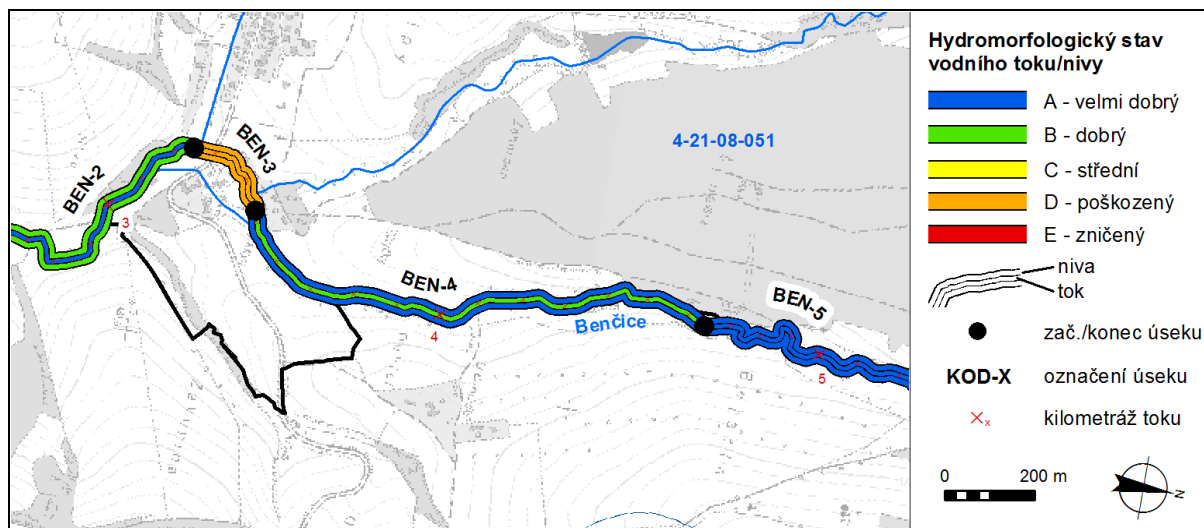 BEN-2
BEN-3
BEN-4
BEN-5
3
4
5
Benčice
4-21-08-051
Hydromorfologický stav
vodního toku/nivy
A - velmi dobrý
B - dobrý
C - střední
D - poškozený
E - zničený
niva
tok
zač./konec úseku
KOD-X označení úseku
x kilometráž toku
0 200 m
N